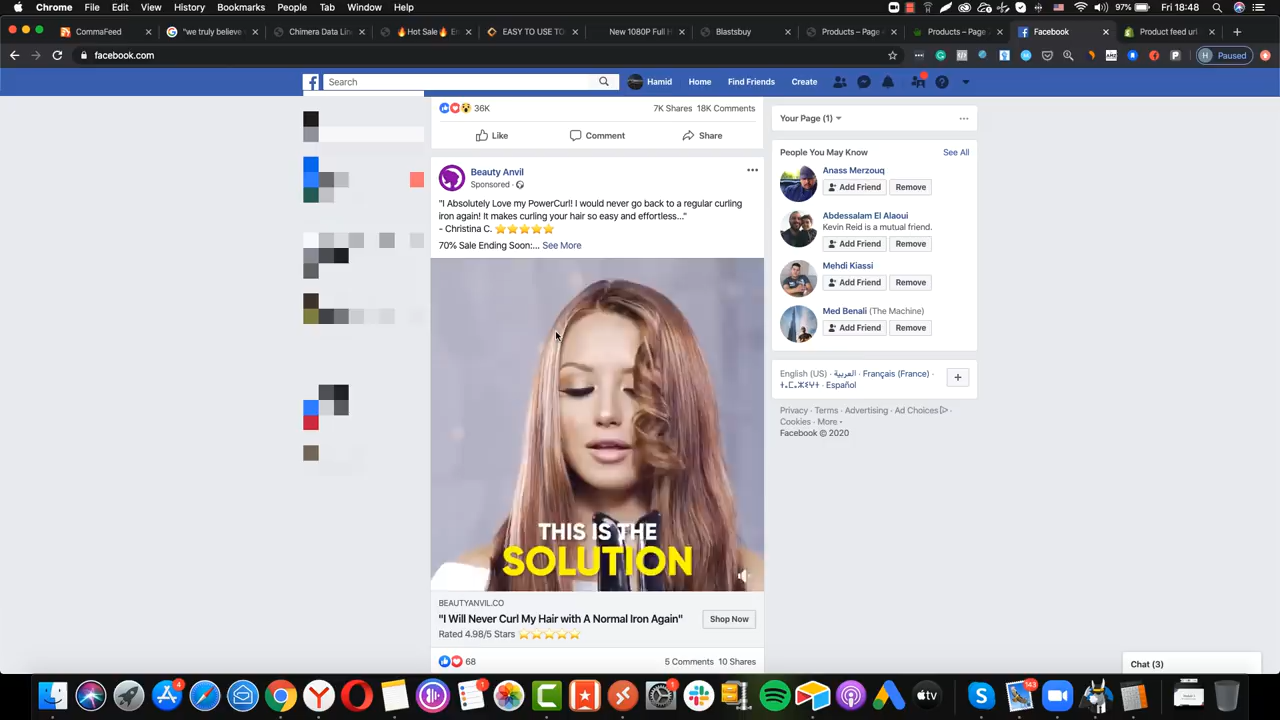 Chrome File Edit View History Bookmarks People Tab Window Help
97% Fri 18:48
CommaFeed
"we truly believe
Chimera Data Lin
Hot Sale
EASY TO USE TO
New 1080P Full H
Blastsbuy
Products – Page
Products – Page
Facebook
Product feed url
facebook.com
Paused
Search
Hamid Home Find Friends Create
36K
7K Shares 18K Comments
Like Comment Share
Beauty Anvil
Sponsored ·
"I Absolutely Love my PowerCurl! I would never go back to a regular curling
iron again! It makes curling your hair so easy and effortless..."
- Christina C.
70% Sale Ending Soon:... See More
THIS IS THE
SOLUTION
BEAUTYANVIL.CO
"I Will Never Curl My Hair with A Normal Iron Again"
Rated 4.98/5 Stars
Shop Now
68
5 Comments 10 Shares
Your Page (1)
People You May Know See All
Anass Merzouq
Add Friend Remove
Abdessalam El Alaoui
Kevin Reid is a mutual friend.
Add Friend Remove
Mehdi Kiassi
Add Friend Remove
Med Benali (The Machine)
Add Friend Remove
English (US) · العربية · Français (France) ·
Español
Privacy · Terms · Advertising · Ad Choices ·
Cookies · More
Facebook © 2020
Chat (3)